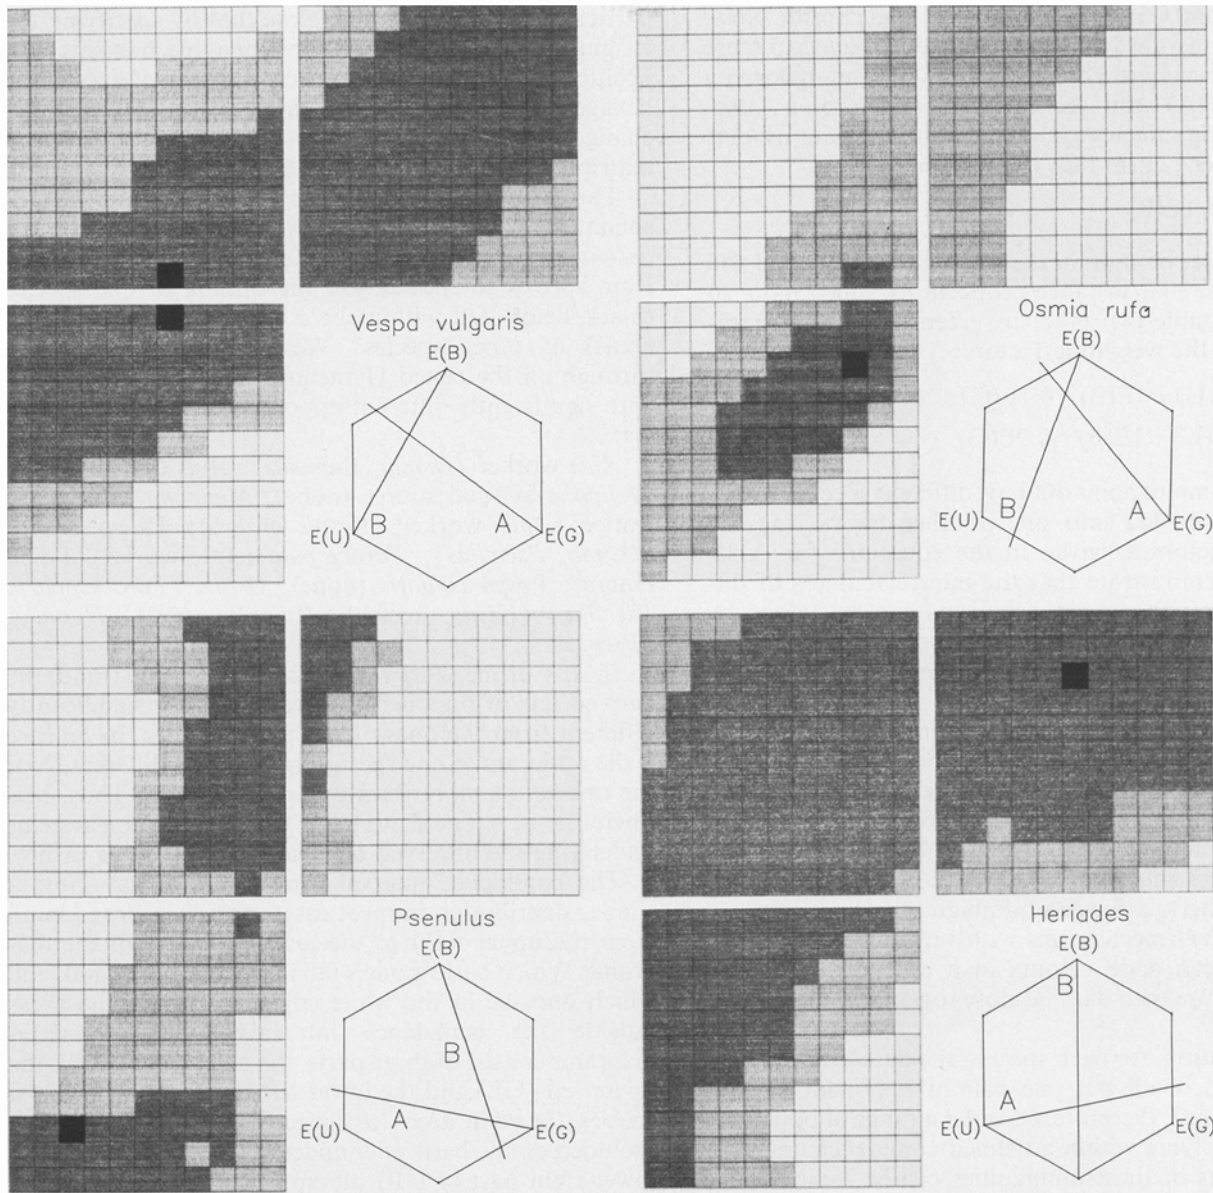 Vespa vulgaris
E(B)
B
A
E(U)
E(G)
Osmia rufa
E(B)
B
A
E(U)
E(G)
Psenulus
E(B)
B
A
E(U)
E(G)
Heriades
E(B)
B
A
E(U)
E(G)